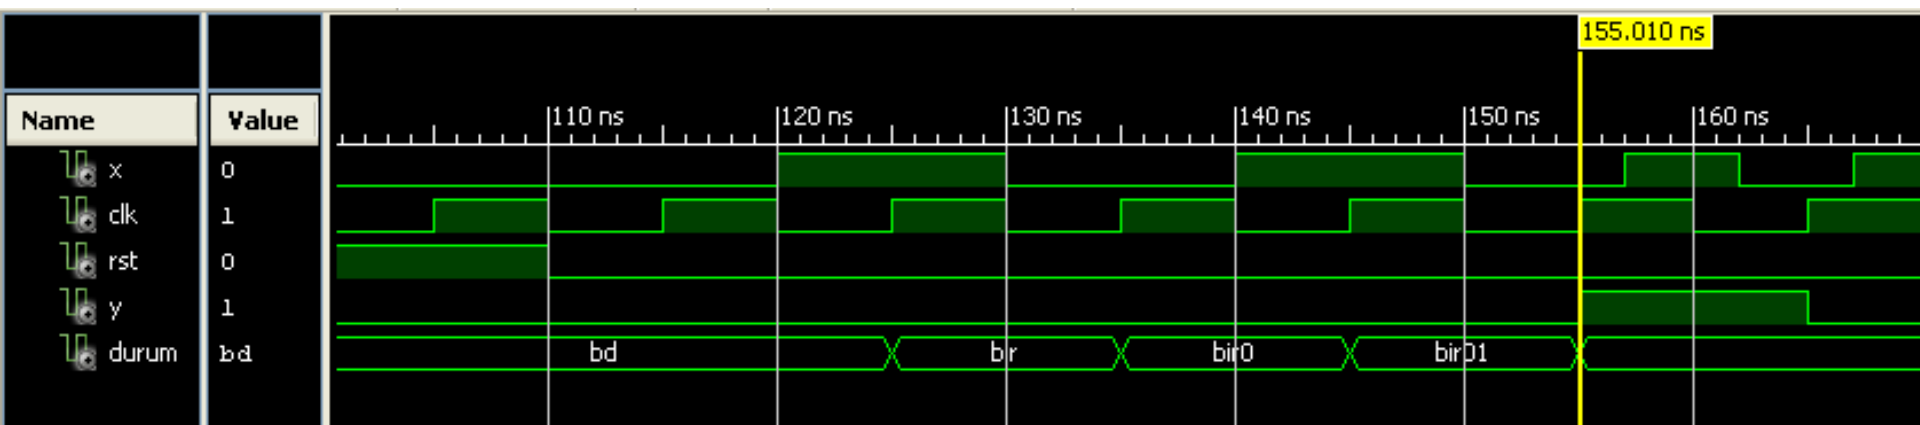 155.010 ns
Name Value
110 ns 120 ns 130 ns 140 ns 150 ns 160 ns
x 0
clk 1
rst 0
y 1
durum bd bd bir bir0 bir01